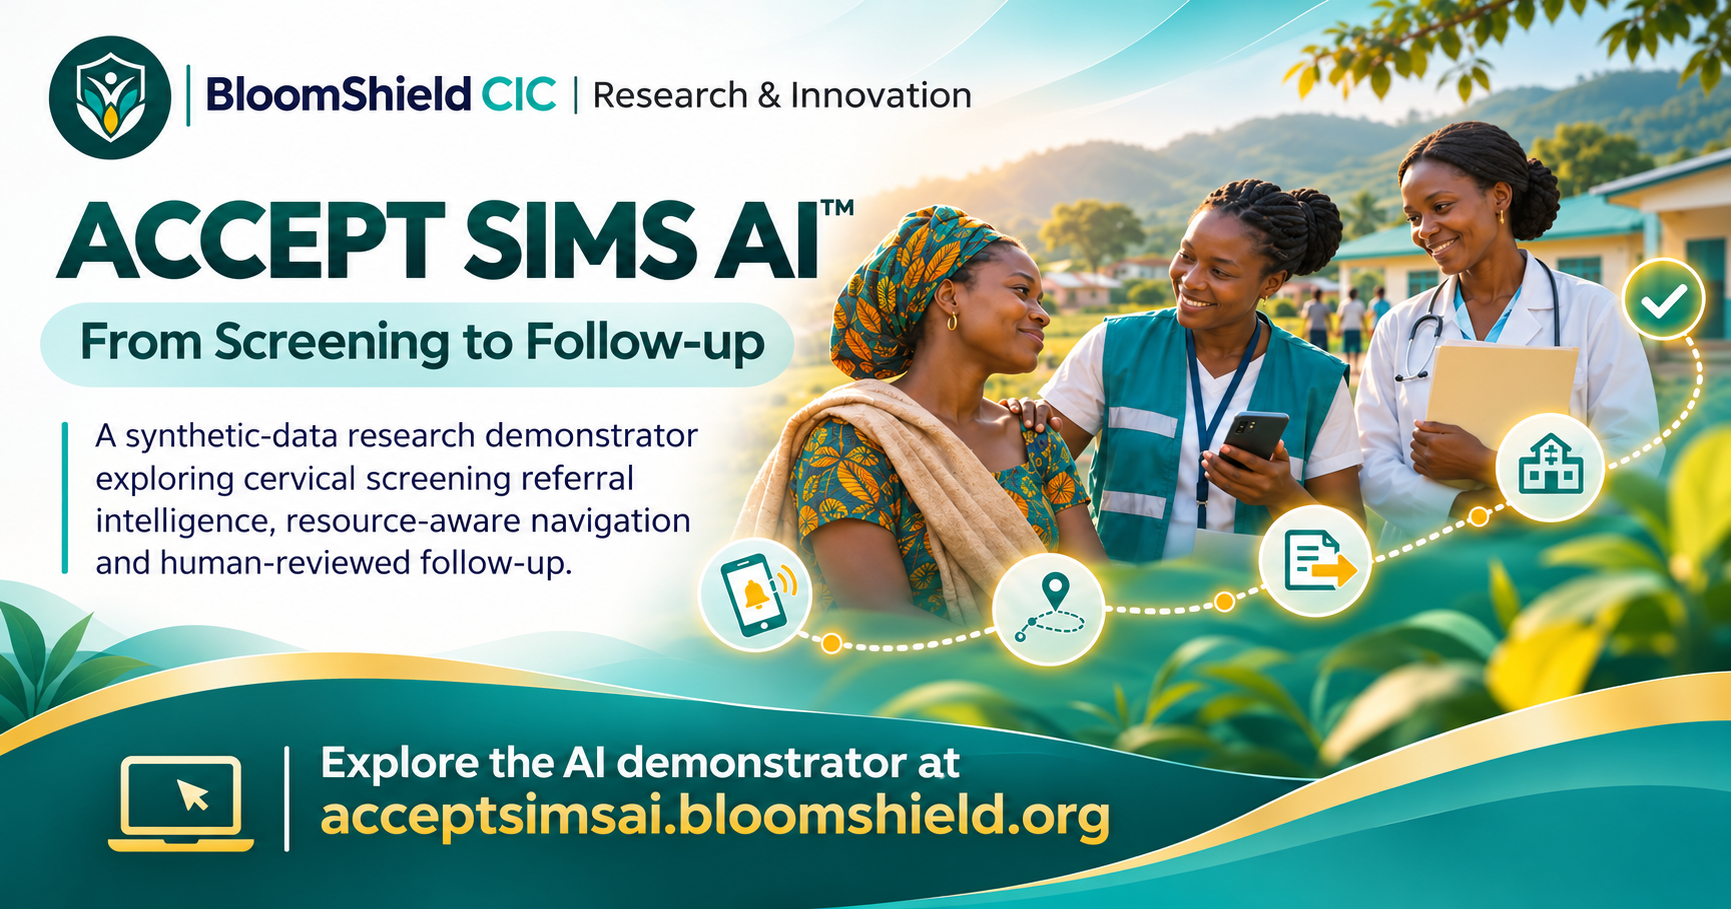 BloomShield CIC | Research & Innovation
ACCEPT SIMS AI™
From Screening to Follow-up
A synthetic-data research demonstrator
exploring cervical screening referral
intelligence, resource-aware navigation
and human-reviewed follow-up.
Explore the AI demonstrator at
acceptsimsai.bloomshield.org